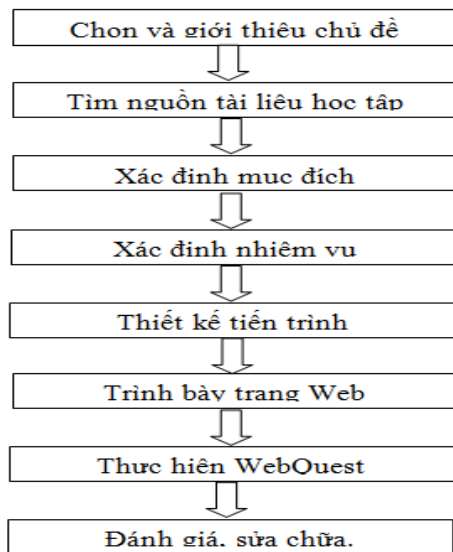 Chon và giới thiêu chủ đề
Tìm nguồn tài liêu hoc tâp
Xác đinh muc đích
Xác đinh nhiêm vu
Thiết kế tiến trình
Trình bày trang Web
Thưc hiên WebQuest
Đánh giá, sửa chữa.